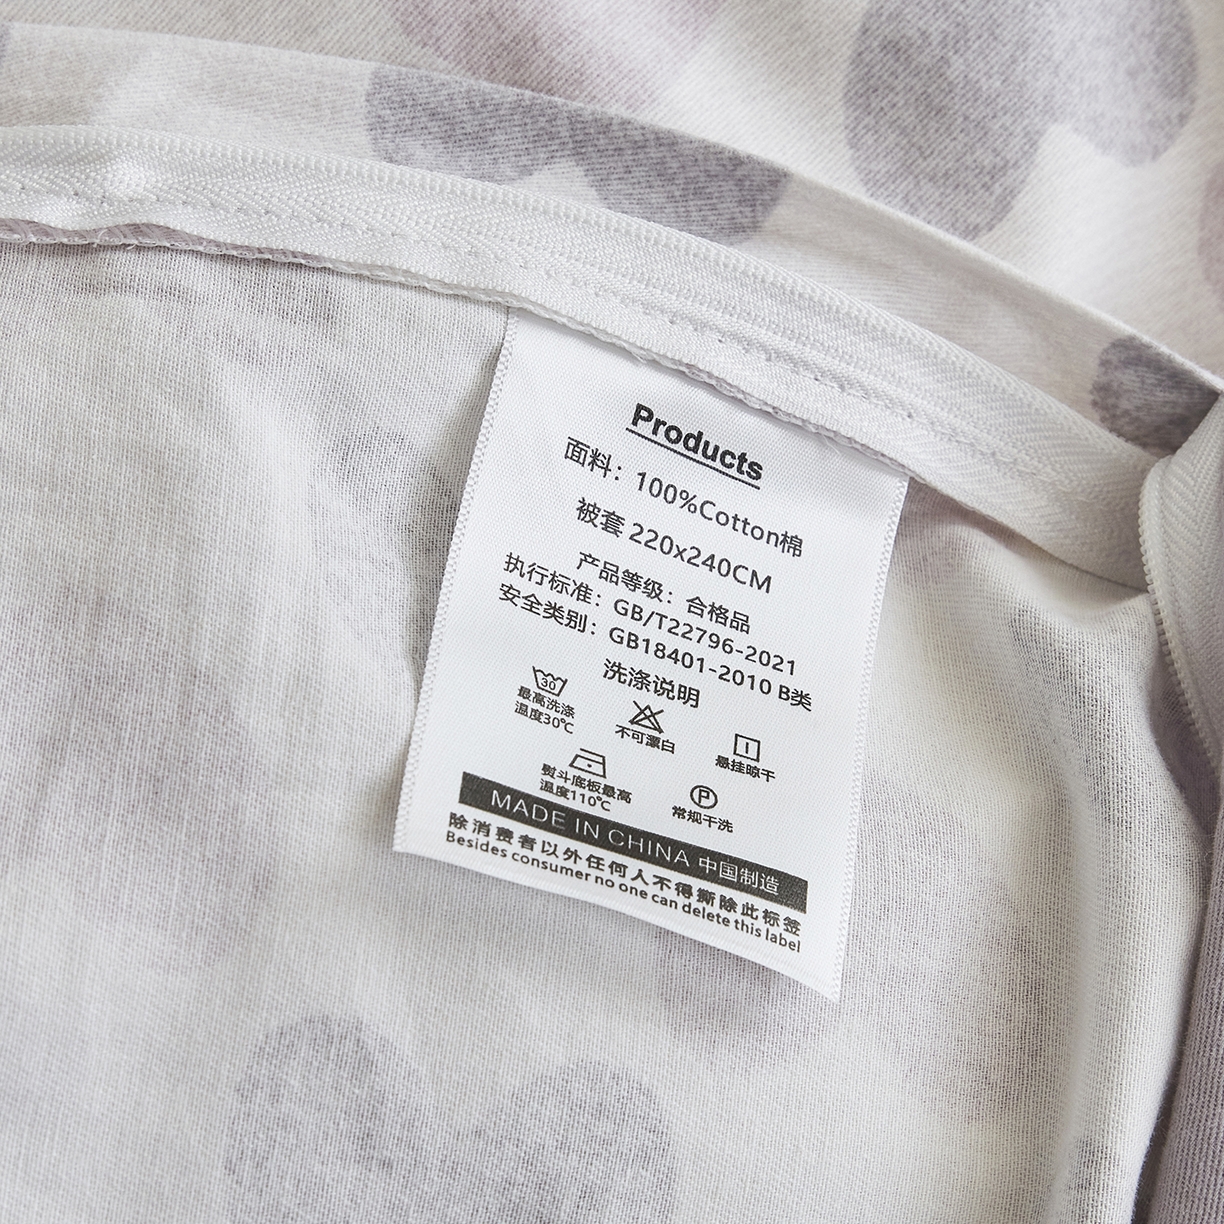 Products
面料：100%Cotton棉
被套 220x240CM
产品等级：合格品
执行标准：GB/T22796-2021
安全类别：GB18401-2010 B类
洗涤说明
30
最高洗涤
温度30℃
不可漂白
悬挂晾干
熨斗底板最高
温度110℃
P
常规干洗
MADE IN CHINA 中国制造
除消费者以外任何人不得撕除此标签
Besides consumer no one can delete this label